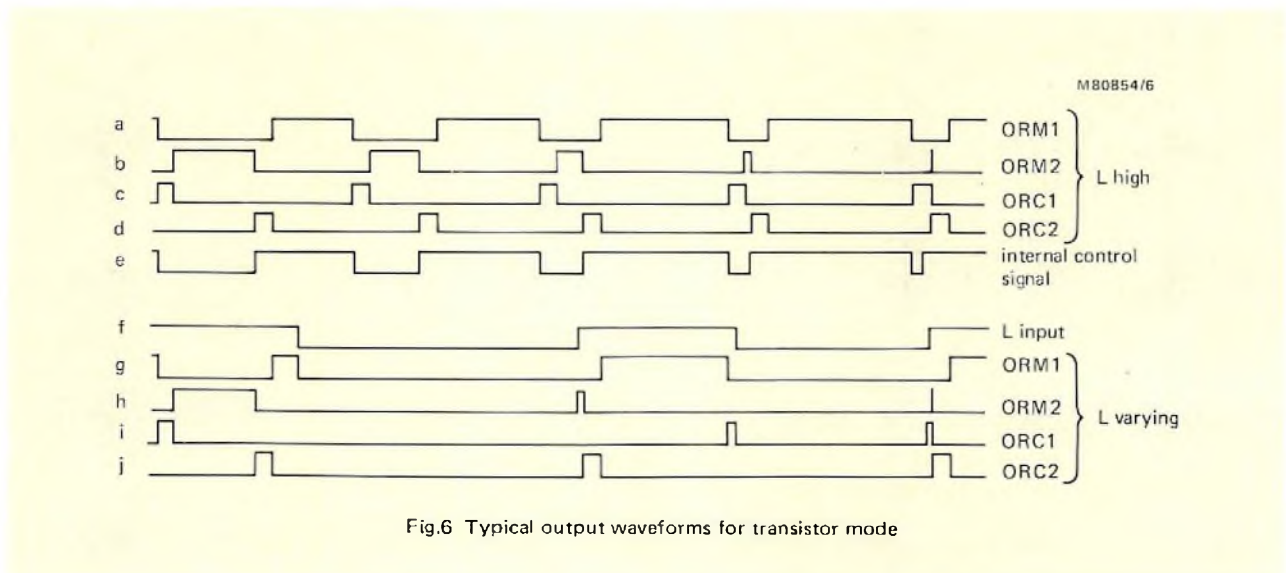 M80854/6
a ORM1
b ORM2
c ORC1
d ORC2
L high
e internal control
signal
f L input
g ORM1
h ORM2
i ORC1
j ORC2
L varying
Fig.6 Typical output waveforms for transistor mode